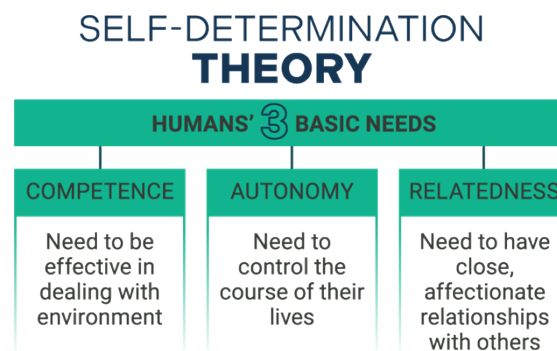 SELF-DETERMINATION
THEORY
HUMANS' 3 BASIC NEEDS
COMPETENCE
Need to be
effective in
dealing with
environment
AUTONOMY
Need to
control the
course of their
lives
RELATEDNESS
Need to have
close,
affectionate
relationships
with others